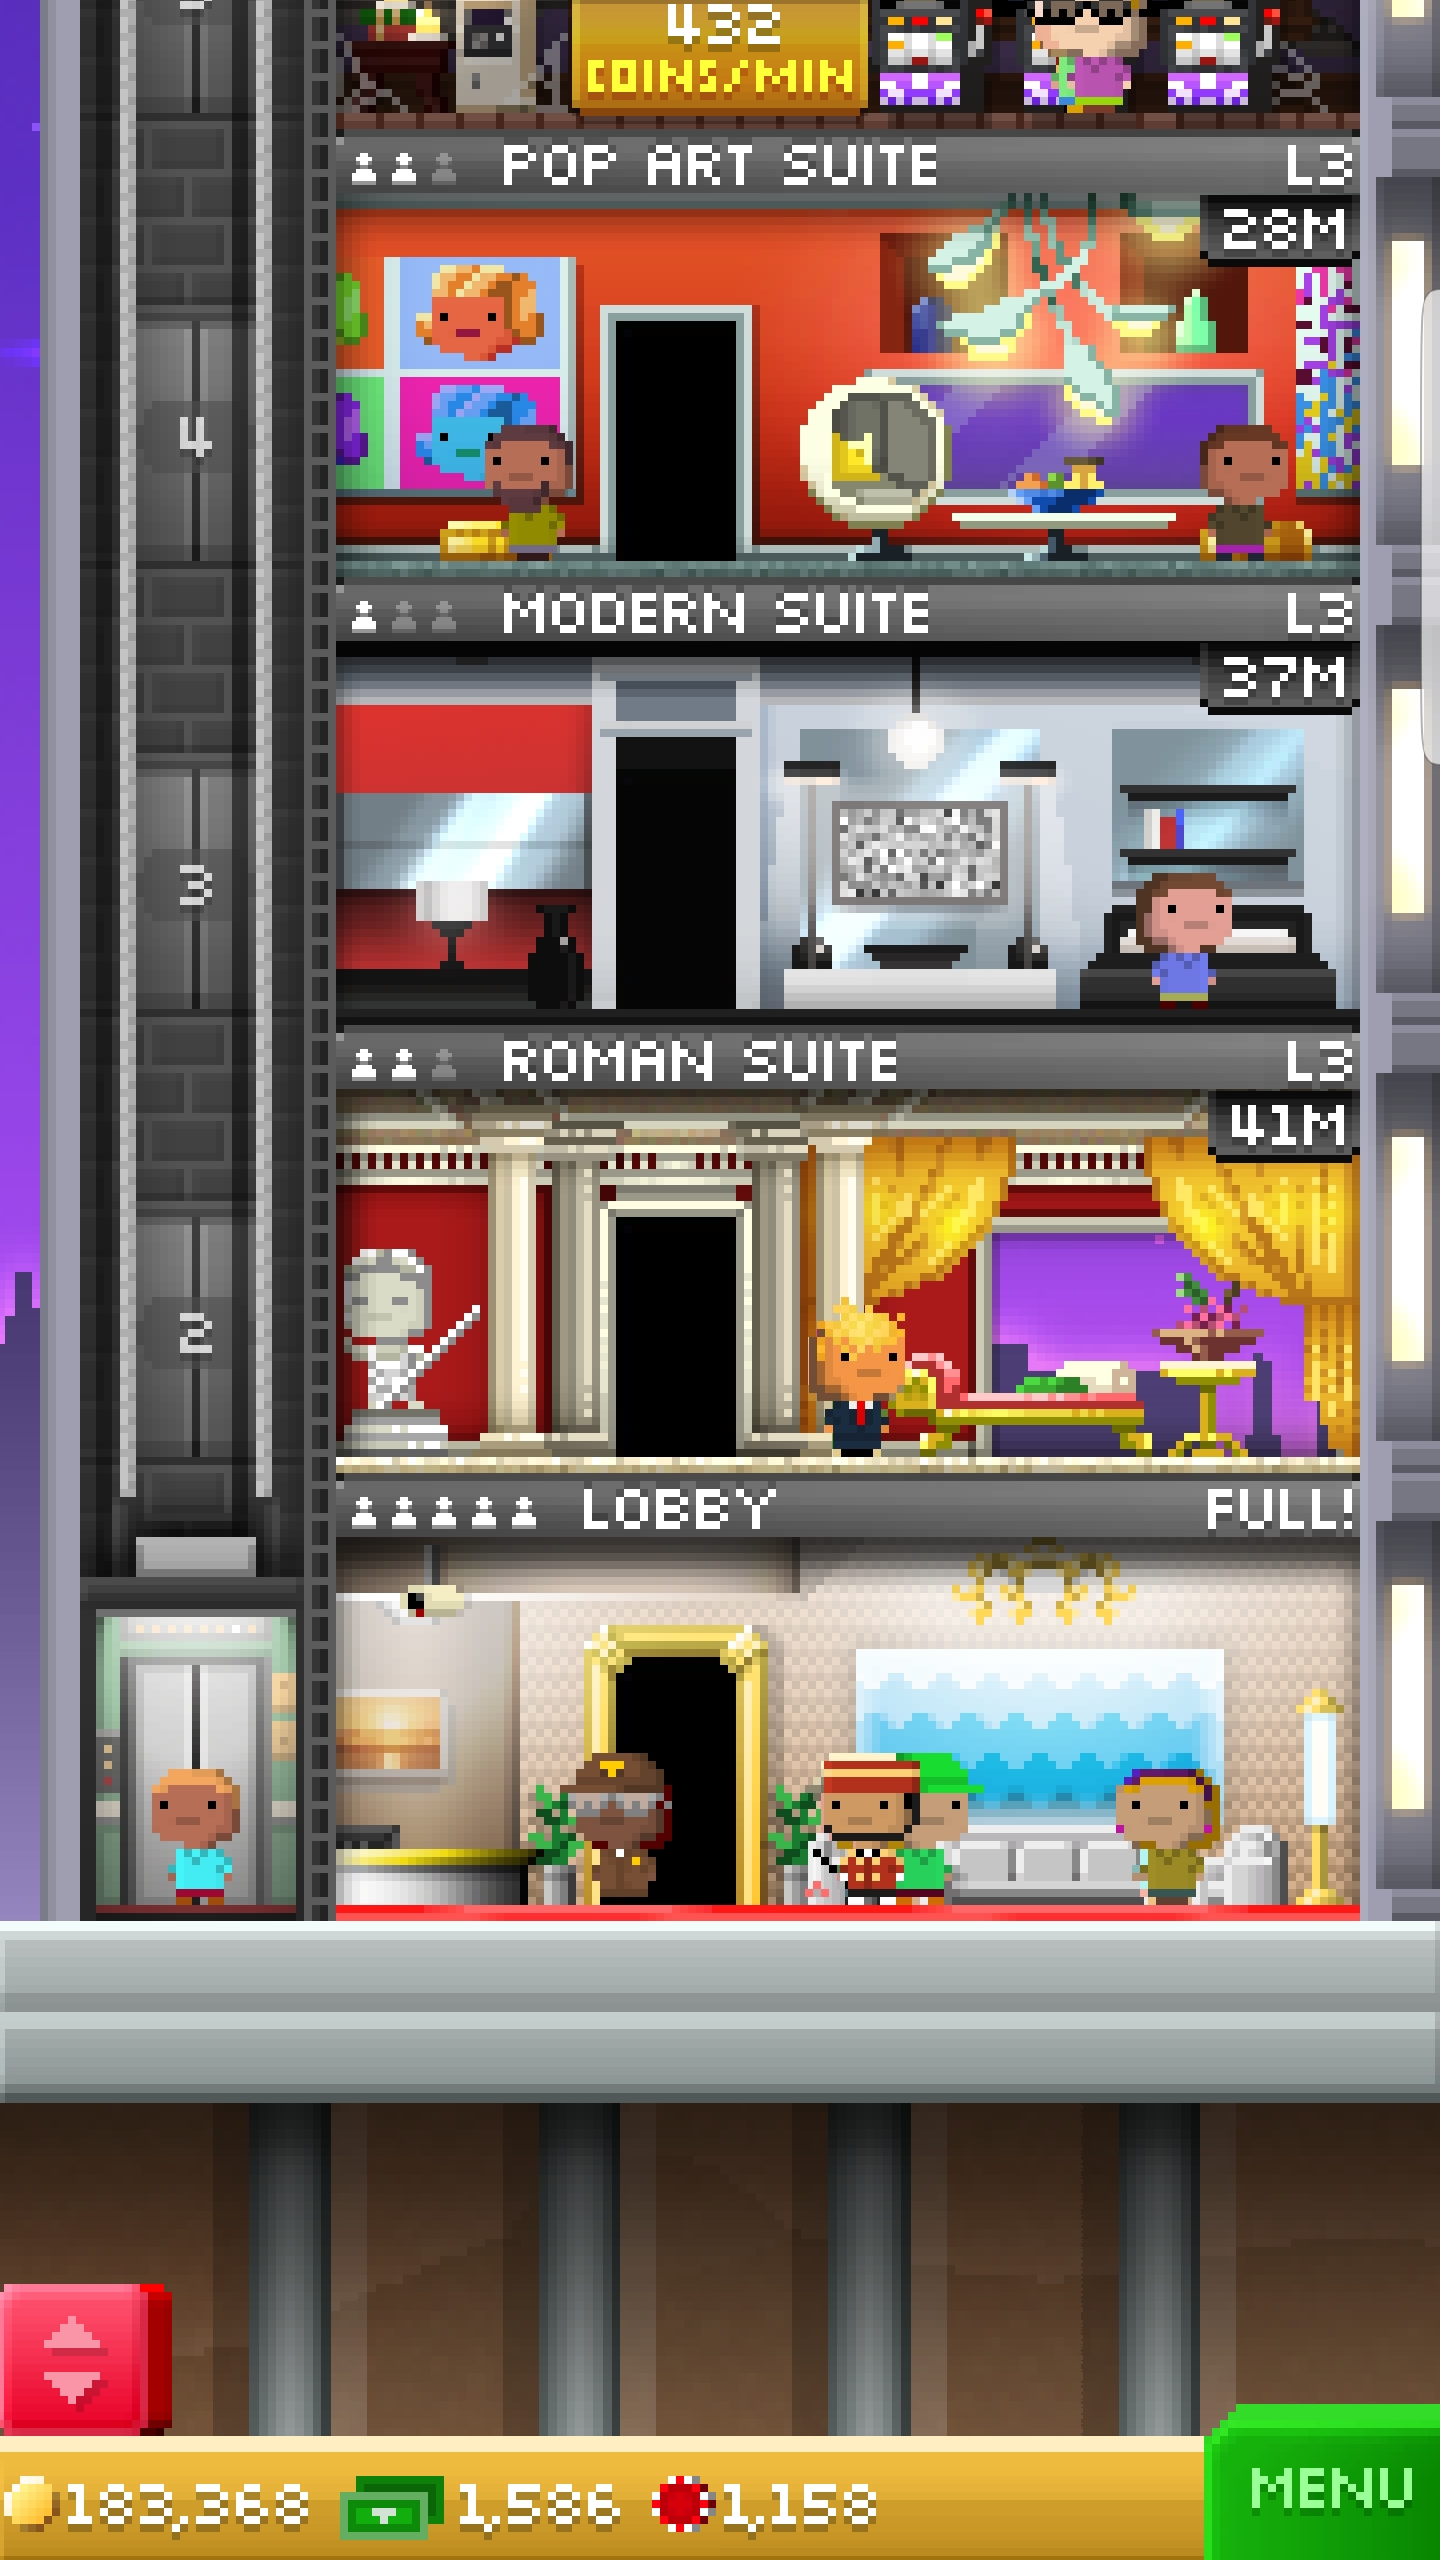 432
COINS/MIN
POP ART SUITE L3
28M
4
MODERN SUITE L3
37M
3
ROMAN SUITE L3
41M
2
LOBBY FULL!
183,368 1,586 1,158
MENU